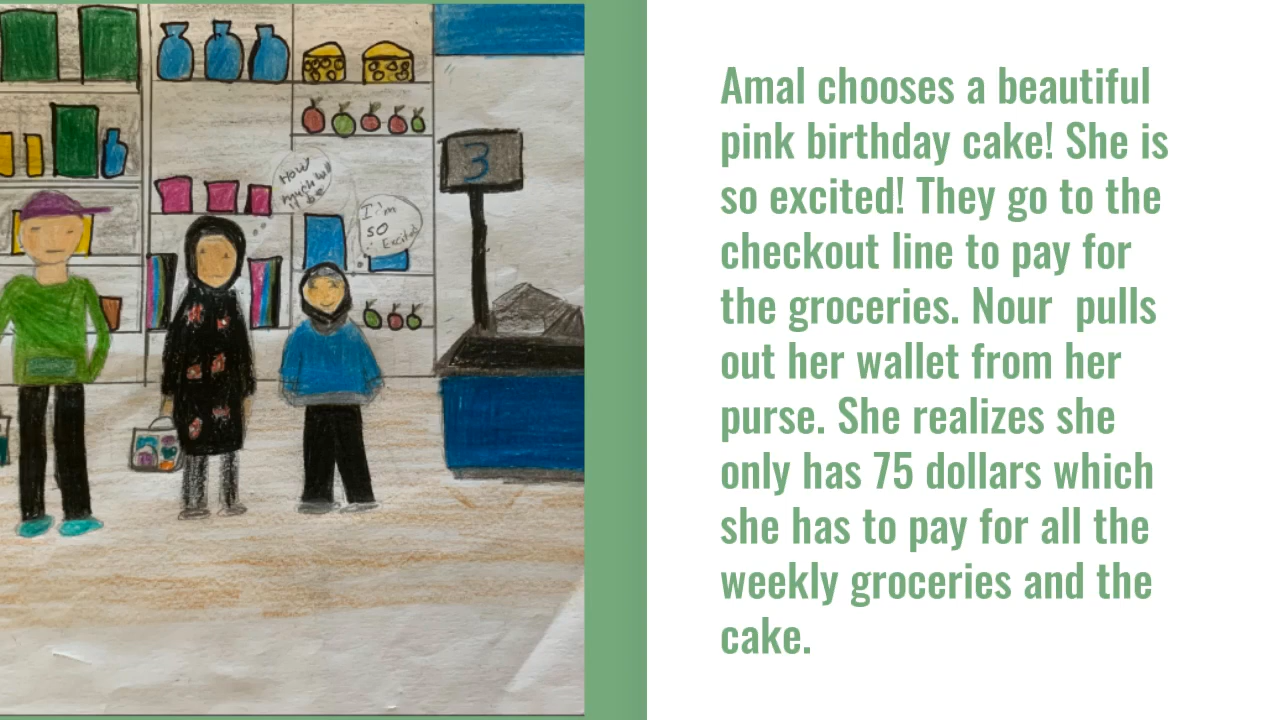 How
much will
it be
I'm
so
Excited
3
Amal chooses a beautiful
pink birthday cake! She is
so excited! They go to the
checkout line to pay for
the groceries. Nour  pulls
out her wallet from her
purse. She realizes she
only has 75 dollars which
she has to pay for all the
weekly groceries and the
cake.